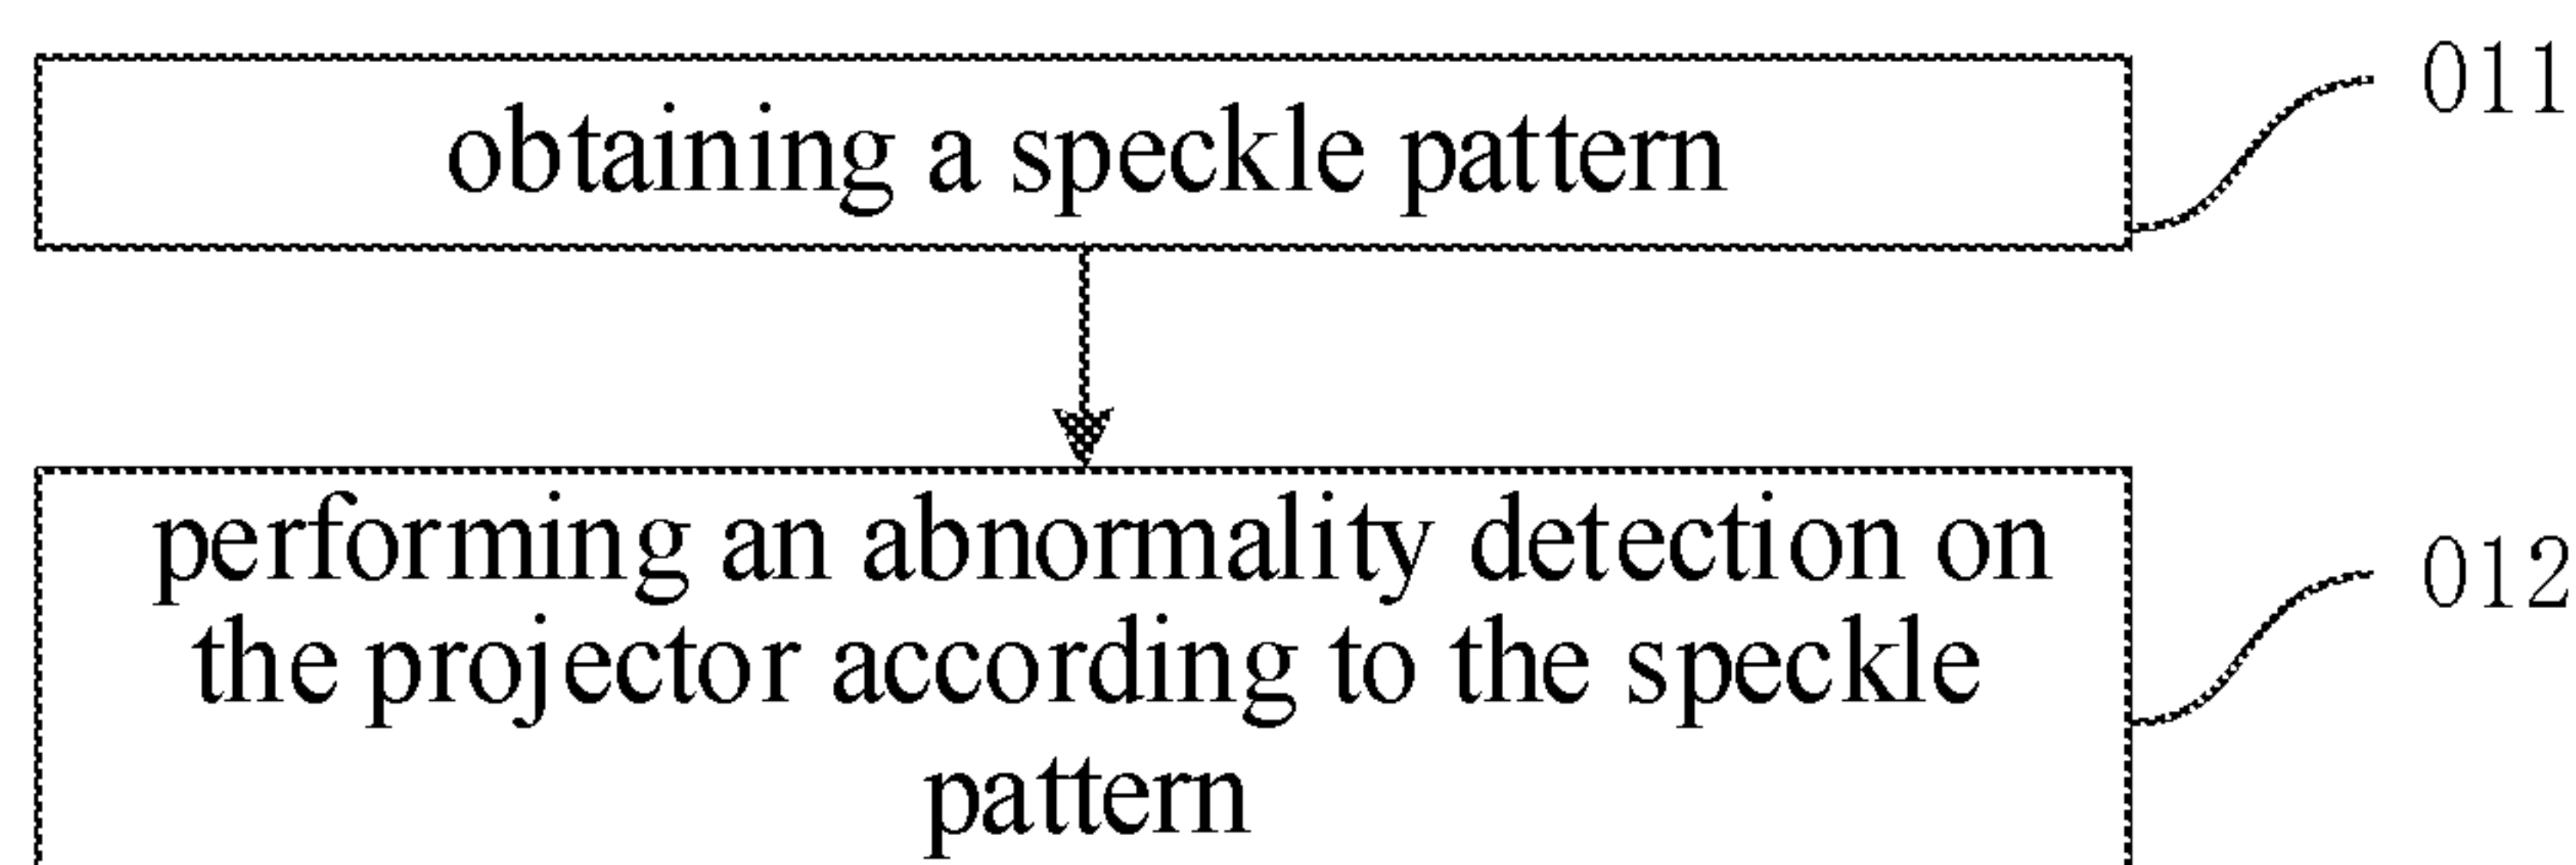 obtaining a speckle pattern
011
performing an abnormality detection on
the projector according to the speckle
pattern
012